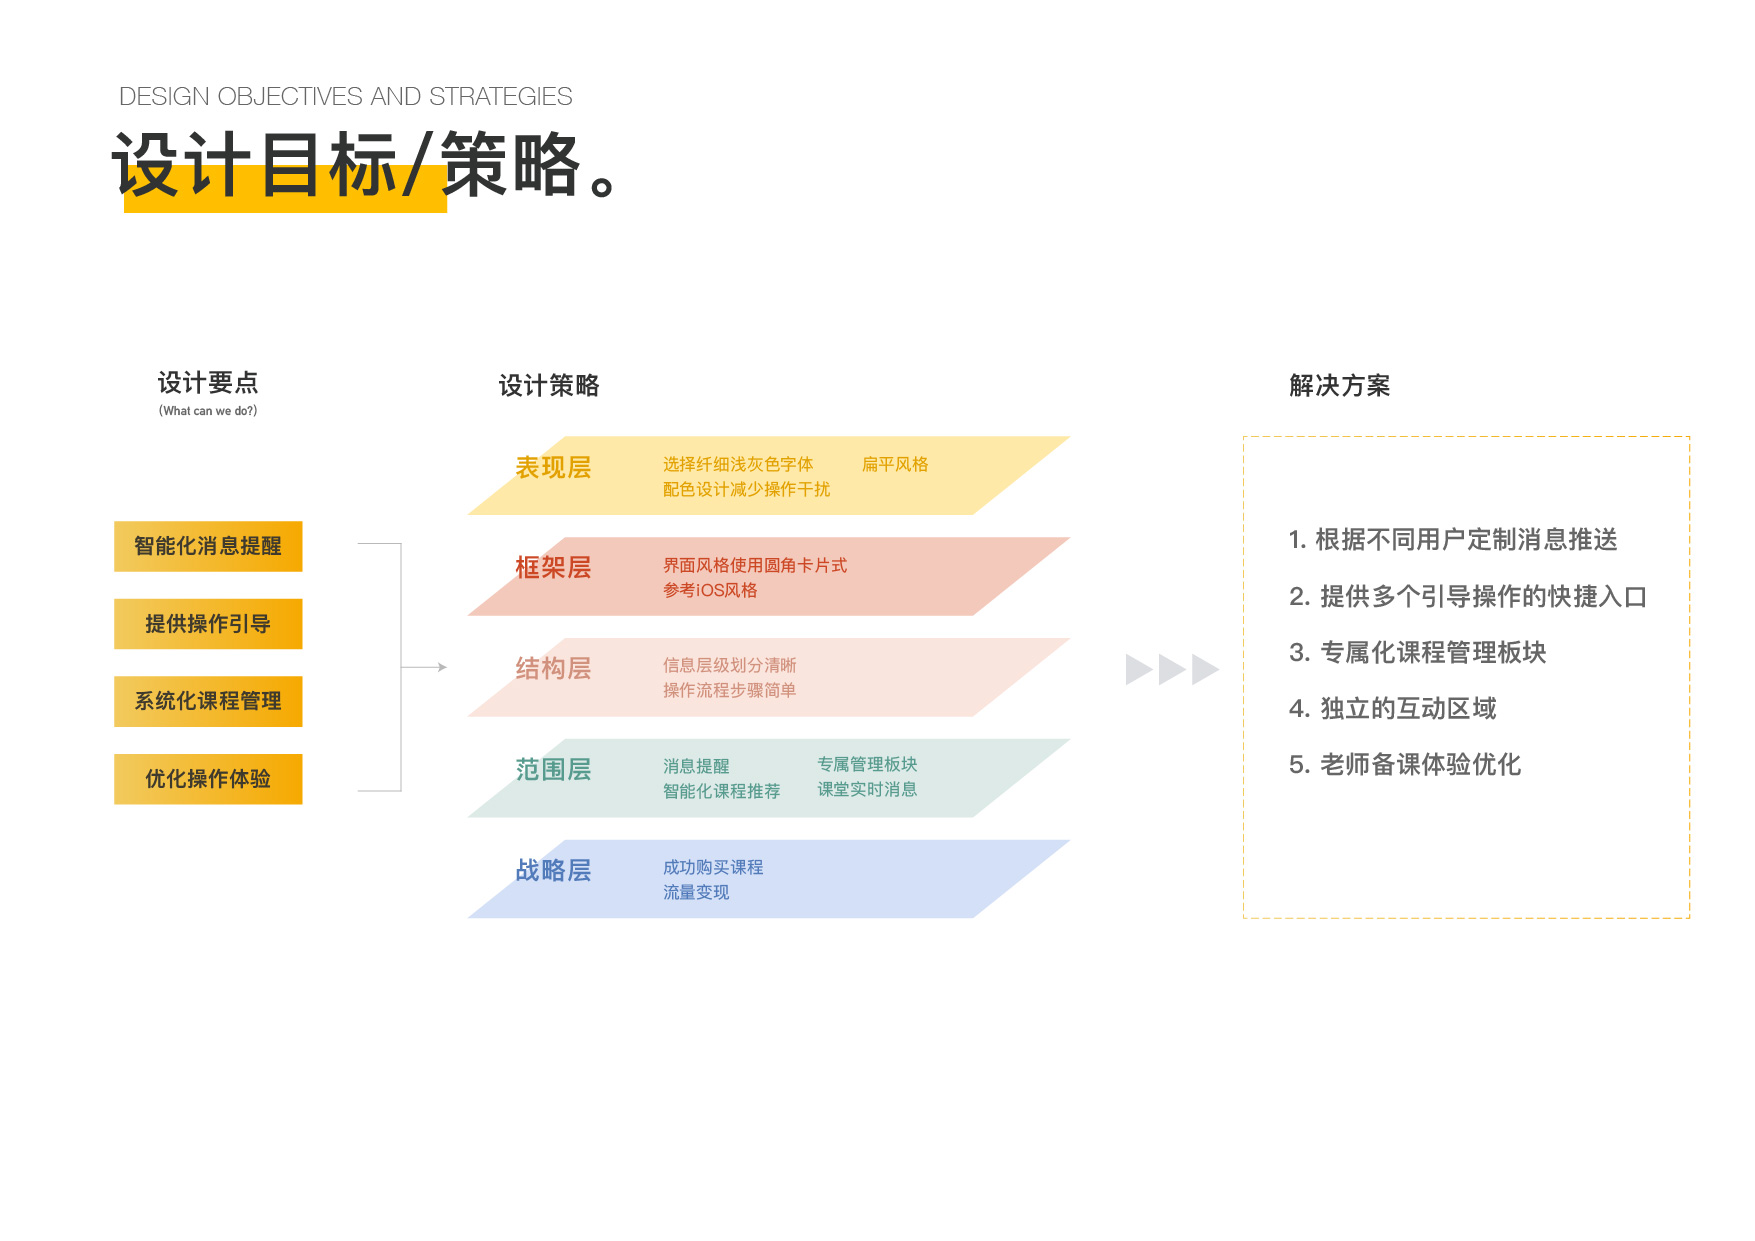 DESIGN OBJECTIVES AND STRATEGIES
设计目标/策略。
设计要点
(What can we do?)
智能化消息提醒
提供操作引导
系统化课程管理
优化操作体验
设计策略
表现层
选择纤细浅灰色字体 扁平风格
配色设计减少操作干扰
框架层
界面风格使用圆角卡片式
参考iOS风格
结构层
信息层级划分清晰
操作流程步骤简单
范围层
消息提醒 专属管理板块
智能化课程推荐 课堂实时消息
战略层
成功购买课程
流量变现
解决方案
1. 根据不同用户定制消息推送
2. 提供多个引导操作的快捷入口
3. 专属化课程管理板块
4. 独立的互动区域
5. 老师备课体验优化